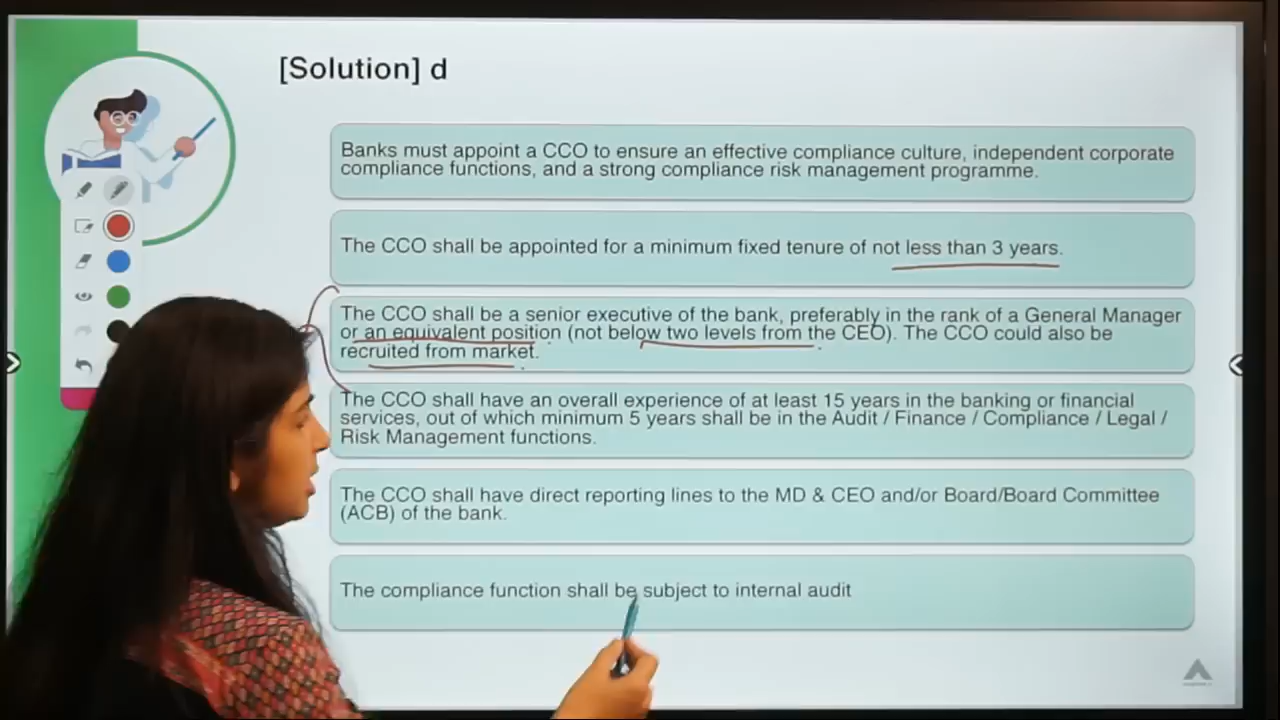 [Solution] d
Banks must appoint a CCO to ensure an effective compliance culture, independent corporate
compliance functions, and a strong compliance risk management programme.
The CCO shall be appointed for a minimum fixed tenure of not less than 3 years.
The CCO shall be a senior executive of the bank, preferably in the rank of a General Manager
or an equivalent position (not below two levels from the CEO). The CCO could also be
recruited from market.
The CCO shall have an overall experience of at least 15 years in the banking or financial
services, out of which minimum 5 years shall be in the Audit / Finance / Compliance / Legal /
Risk Management functions.
The CCO shall have direct reporting lines to the MD & CEO and/or Board/Board Committee
(ACB) of the bank.
The compliance function shall be subject to internal audit